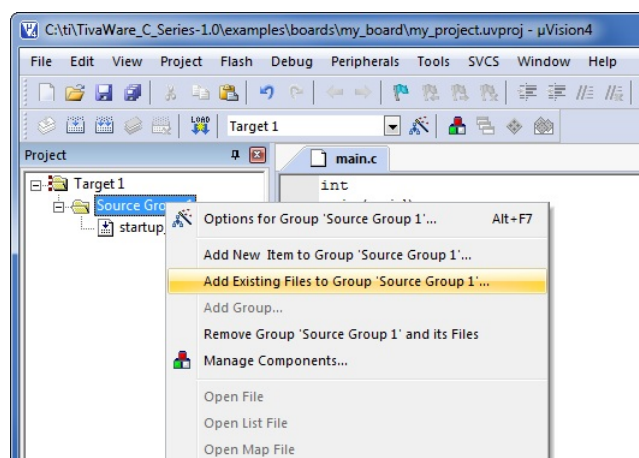 C:\ti\TivaWare_C_Series-1.0\examples\boards\my_board\my_project.uvproj - µVision4
File Edit View Project Flash Debug Peripherals Tools SVCS Window Help
LOAD Target 1
Project main.c
Target 1 int
Source
startup
Options for Group 'Source Group 1'... Alt+F7
Add New Item to Group 'Source Group 1'...
Add Existing Files to Group 'Source Group 1'...
Add Group...
Remove Group 'Source Group 1' and its Files
Manage Components...
Open File
Open List File
Open Map File